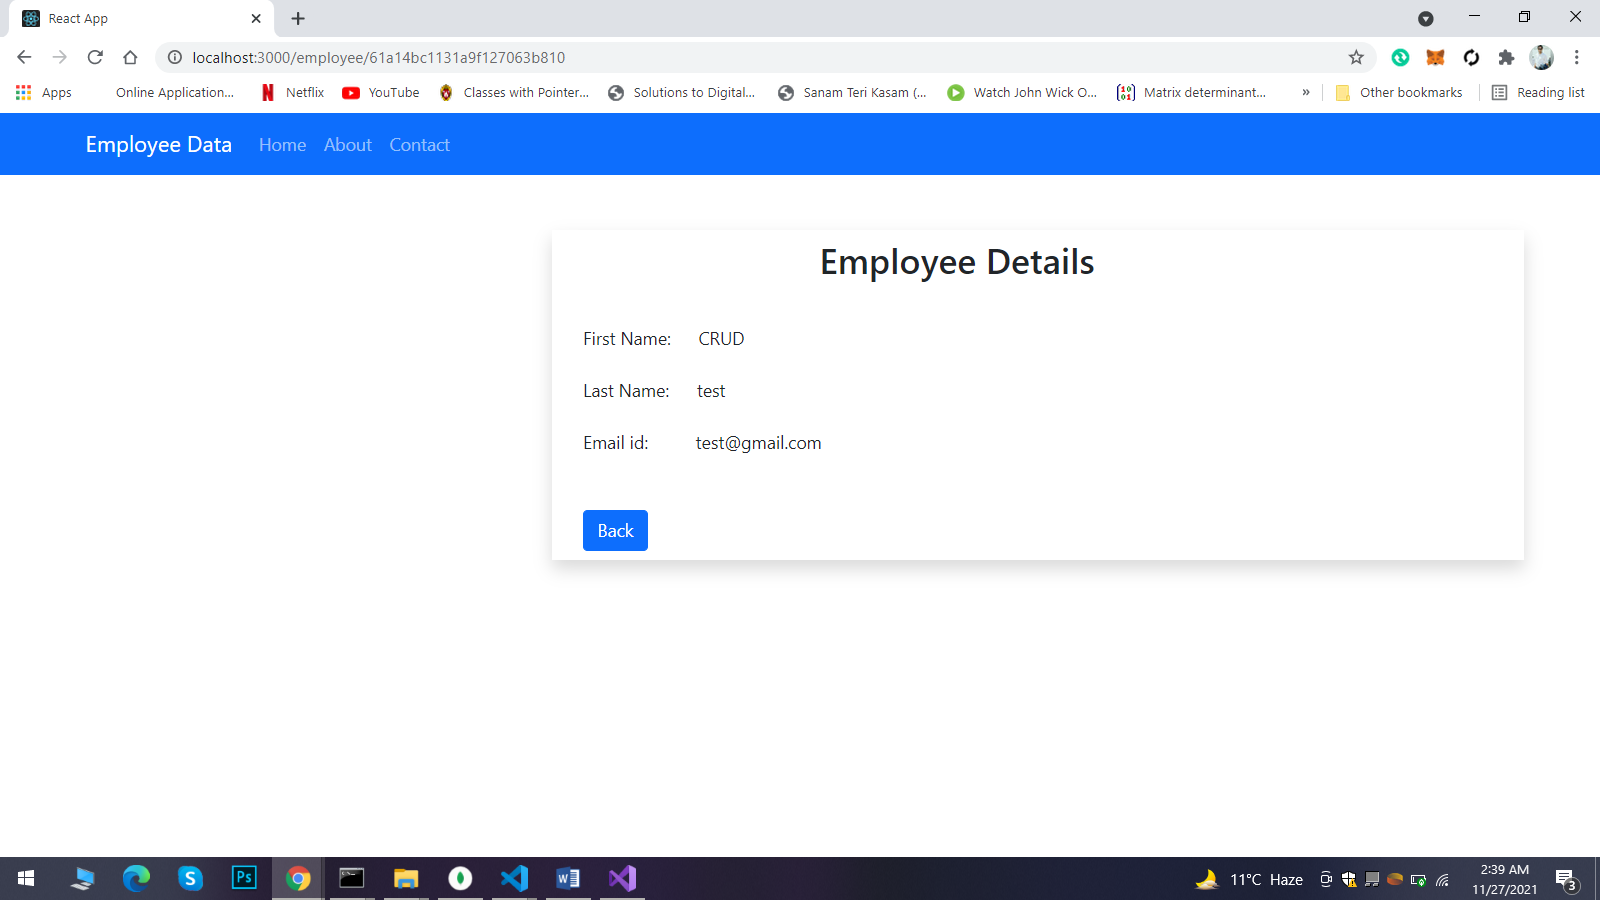 React App
localhost:3000/employee/61a14bc1131a9f127063b810
Apps Online Application... Netflix YouTube Classes with Pointer... Solutions to Digital... Sanam Teri Kasam (... Watch John Wick O... Matrix determinant... » Other bookmarks Reading list
Employee Data Home About Contact
Employee Details
First Name: CRUD
Last Name: test
Email id: test@gmail.com
Back
11°C Haze
2:39 AM
11/27/2021
3